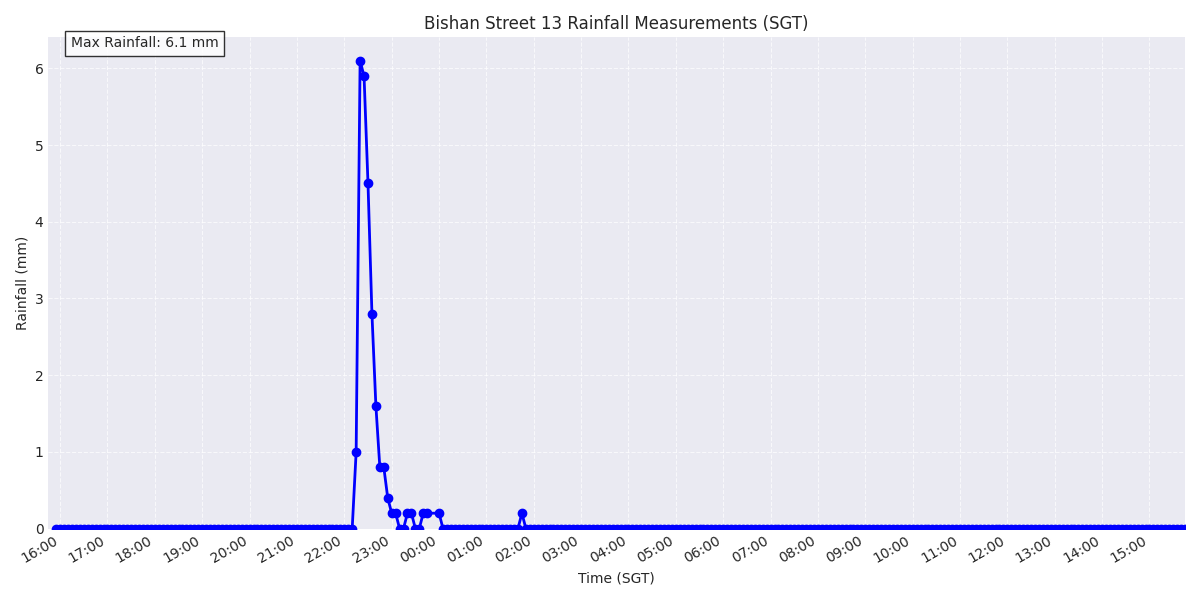 Bishan Street 13 Rainfall Measurements (SGT)
Max Rainfall: 6.1 mm
Rainfall (mm)
6
5
4
3
2
1
0
16:00 17:00 18:00 19:00 20:00 21:00 22:00 23:00 00:00 01:00 02:00 03:00 04:00 05:00 06:00 07:00 08:00 09:00 10:00 11:00 12:00 13:00 14:00 15:00
Time (SGT)